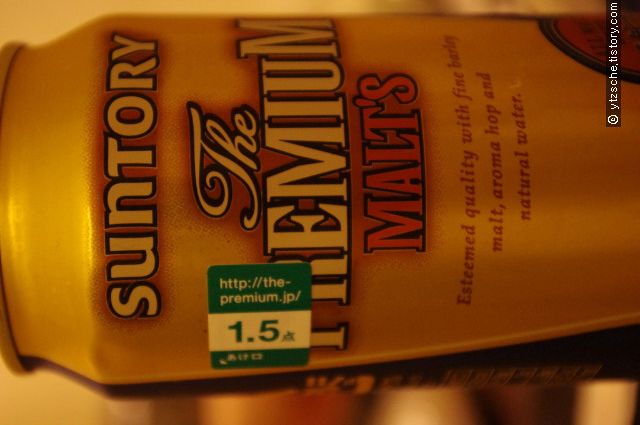 SUNTORY
The
PREMIUM
MALT'S
Esteemed quality with fine barley
malt, aroma hop and
natural water.
http://the-
premium.jp/
1.5点
あけ口
© ytzsche.tistory.com